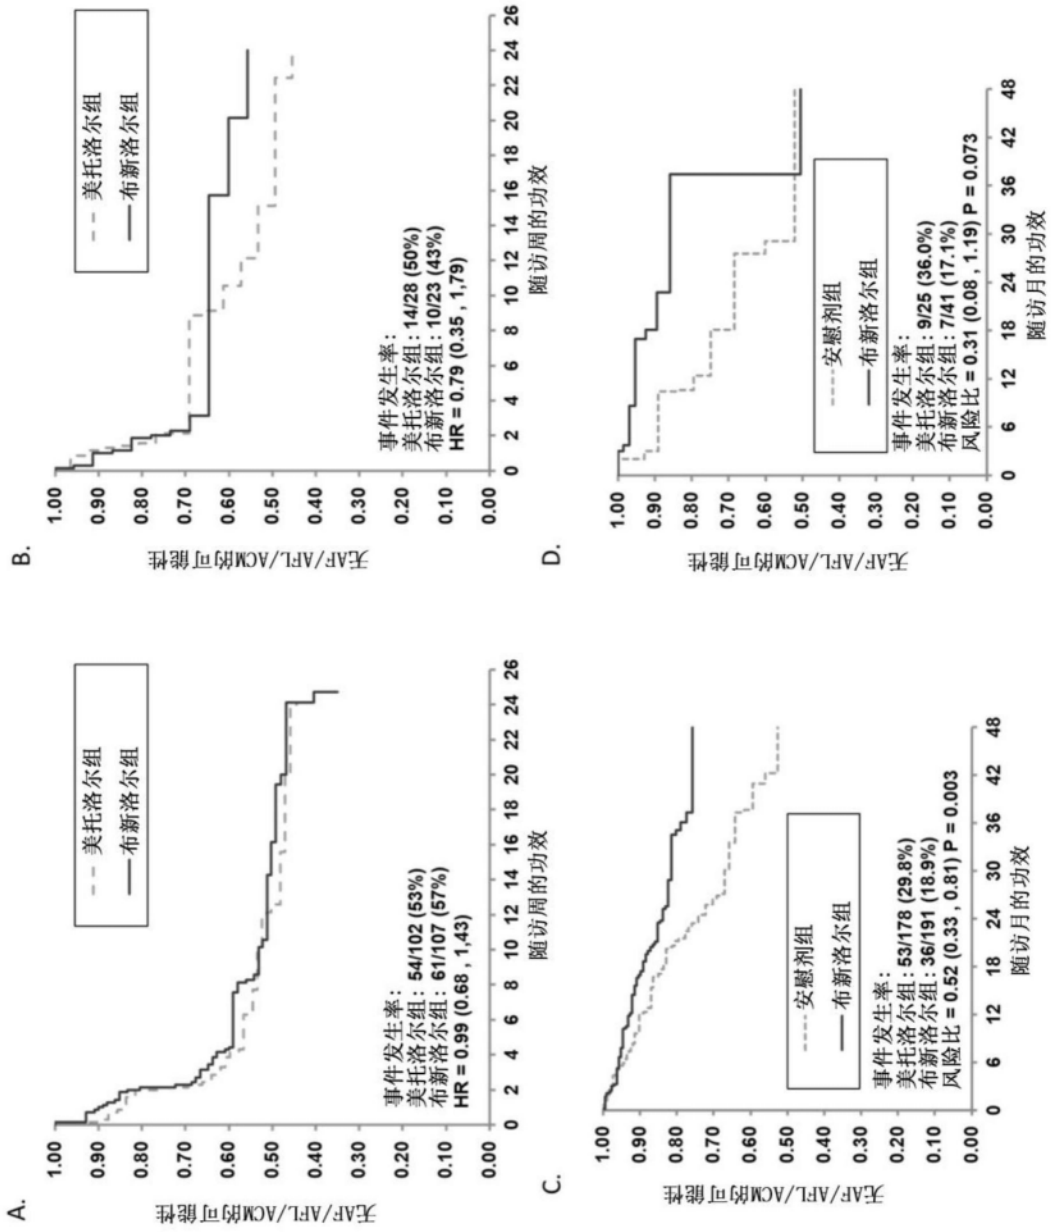 A.
无AF/AFL/ACM的可能性
1.00
0.90
0.80
0.70
0.60
0.50
0.40
0.30
0.20
0.10
0.00
美托洛尔组
布新洛尔组
事件发生率:
美托洛尔组: 54/102 (53%)
布新洛尔组: 61/107 (57%)
HR = 0.99 (0.68 , 1,43)
0 2 4 6 8 10 12 14 16 18 20 22 24 26
随访周的功效
B.
无AF/AFL/ACM的可能性
1.00
0.90
0.80
0.70
0.60
0.50
0.40
0.30
0.20
0.10
0.00
美托洛尔组
布新洛尔组
事件发生率:
美托洛尔组: 14/28 (50%)
布新洛尔组: 10/23 (43%)
HR = 0.79 (0.35 , 1,79)
0 2 4 6 8 10 12 14 16 18 20 22 24 26
随访周的功效
C.
无AF/AFL/ACM的可能性
1.00
0.90
0.80
0.70
0.60
0.50
0.40
0.30
0.20
0.10
0.00
安慰剂组
布新洛尔组
事件发生率:
美托洛尔组: 53/178 (29.8%)
布新洛尔组: 36/191 (18.9%)
风险比 = 0.52 (0.33 , 0.81) P = 0.003
0 6 12 18 24 30 36 42 48
随访月的功效
D.
无AF/AFL/ACM的可能性
1.00
0.90
0.80
0.70
0.60
0.50
0.40
0.30
0.20
0.10
0.00
安慰剂组
布新洛尔组
事件发生率:
美托洛尔组: 9/25 (36.0%)
布新洛尔组: 7/41 (17.1%)
风险比 = 0.31 (0.08 , 1.19) P = 0.073
0 6 12 18 24 30 36 42 48
随访月的功效